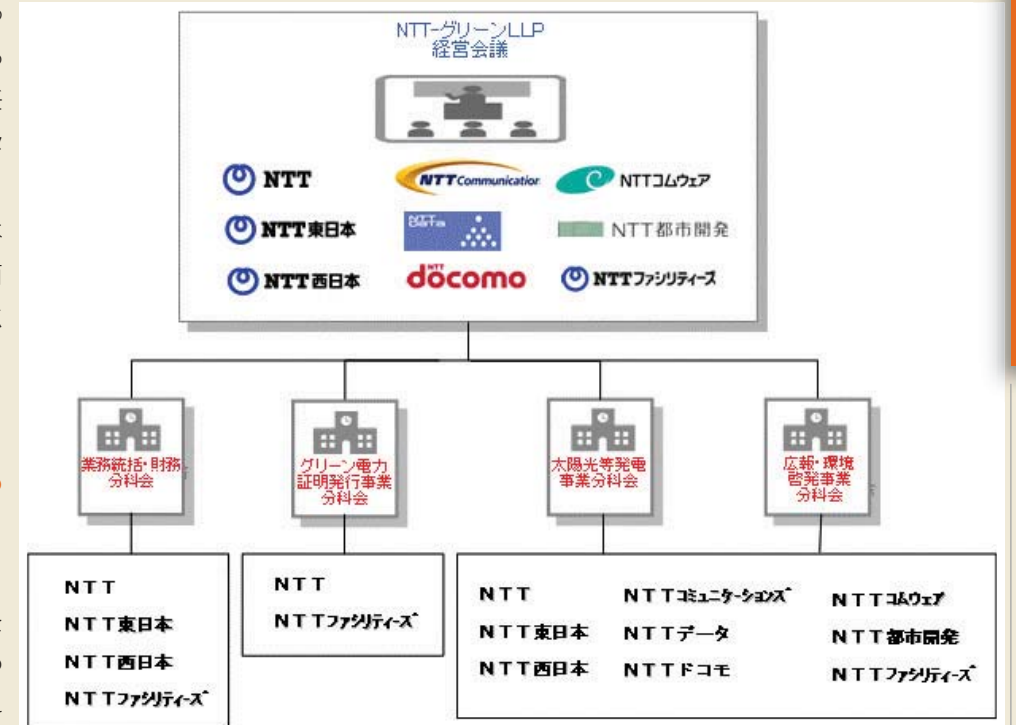 NTT-グリーンLLP
経営会議
NTT
NTT Communication
NTTコムウェア
NTT東日本
NTT DaTa
NTT都市開発
NTT西日本
NTT döcomo
NTTファシリティーズ
業務統括・財務
分科会
グリーン電力
証明発行事業
分科会
太陽光等発電
事業分科会
広報・環境
啓発事業
分科会
NTT
NTT東日本
NTT西日本
NTTファシリティーズ
NTT
NTTファシリティーズ
NTT
NTT東日本
NTT西日本
NTTコミュニケーションズ
NTTデータ
NTTドコモ
NTTコムウェア
NTT都市開発
NTTファシリティーズ